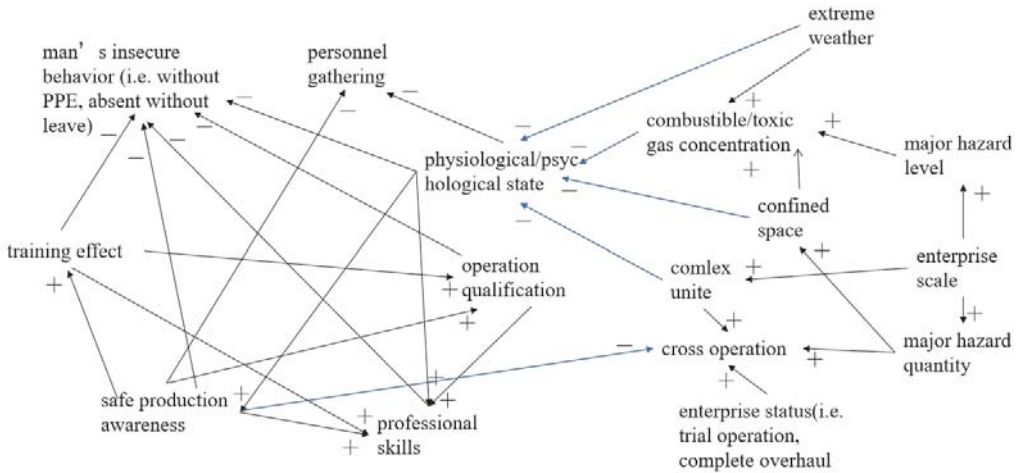 extreme
weather
man's insecure
behavior (i.e. without
PPE, absent without
leave)
personnel
gathering
combustible/toxic
gas concentration
major hazard
level
physiological/psyc
hological state
confined
space
training effect
operation
qualification
comlex
unite
enterprise
scale
cross operation
major hazard
quantity
safe production
awareness
professional
skills
enterprise status(i.e.
trial operation,
complete overhaul